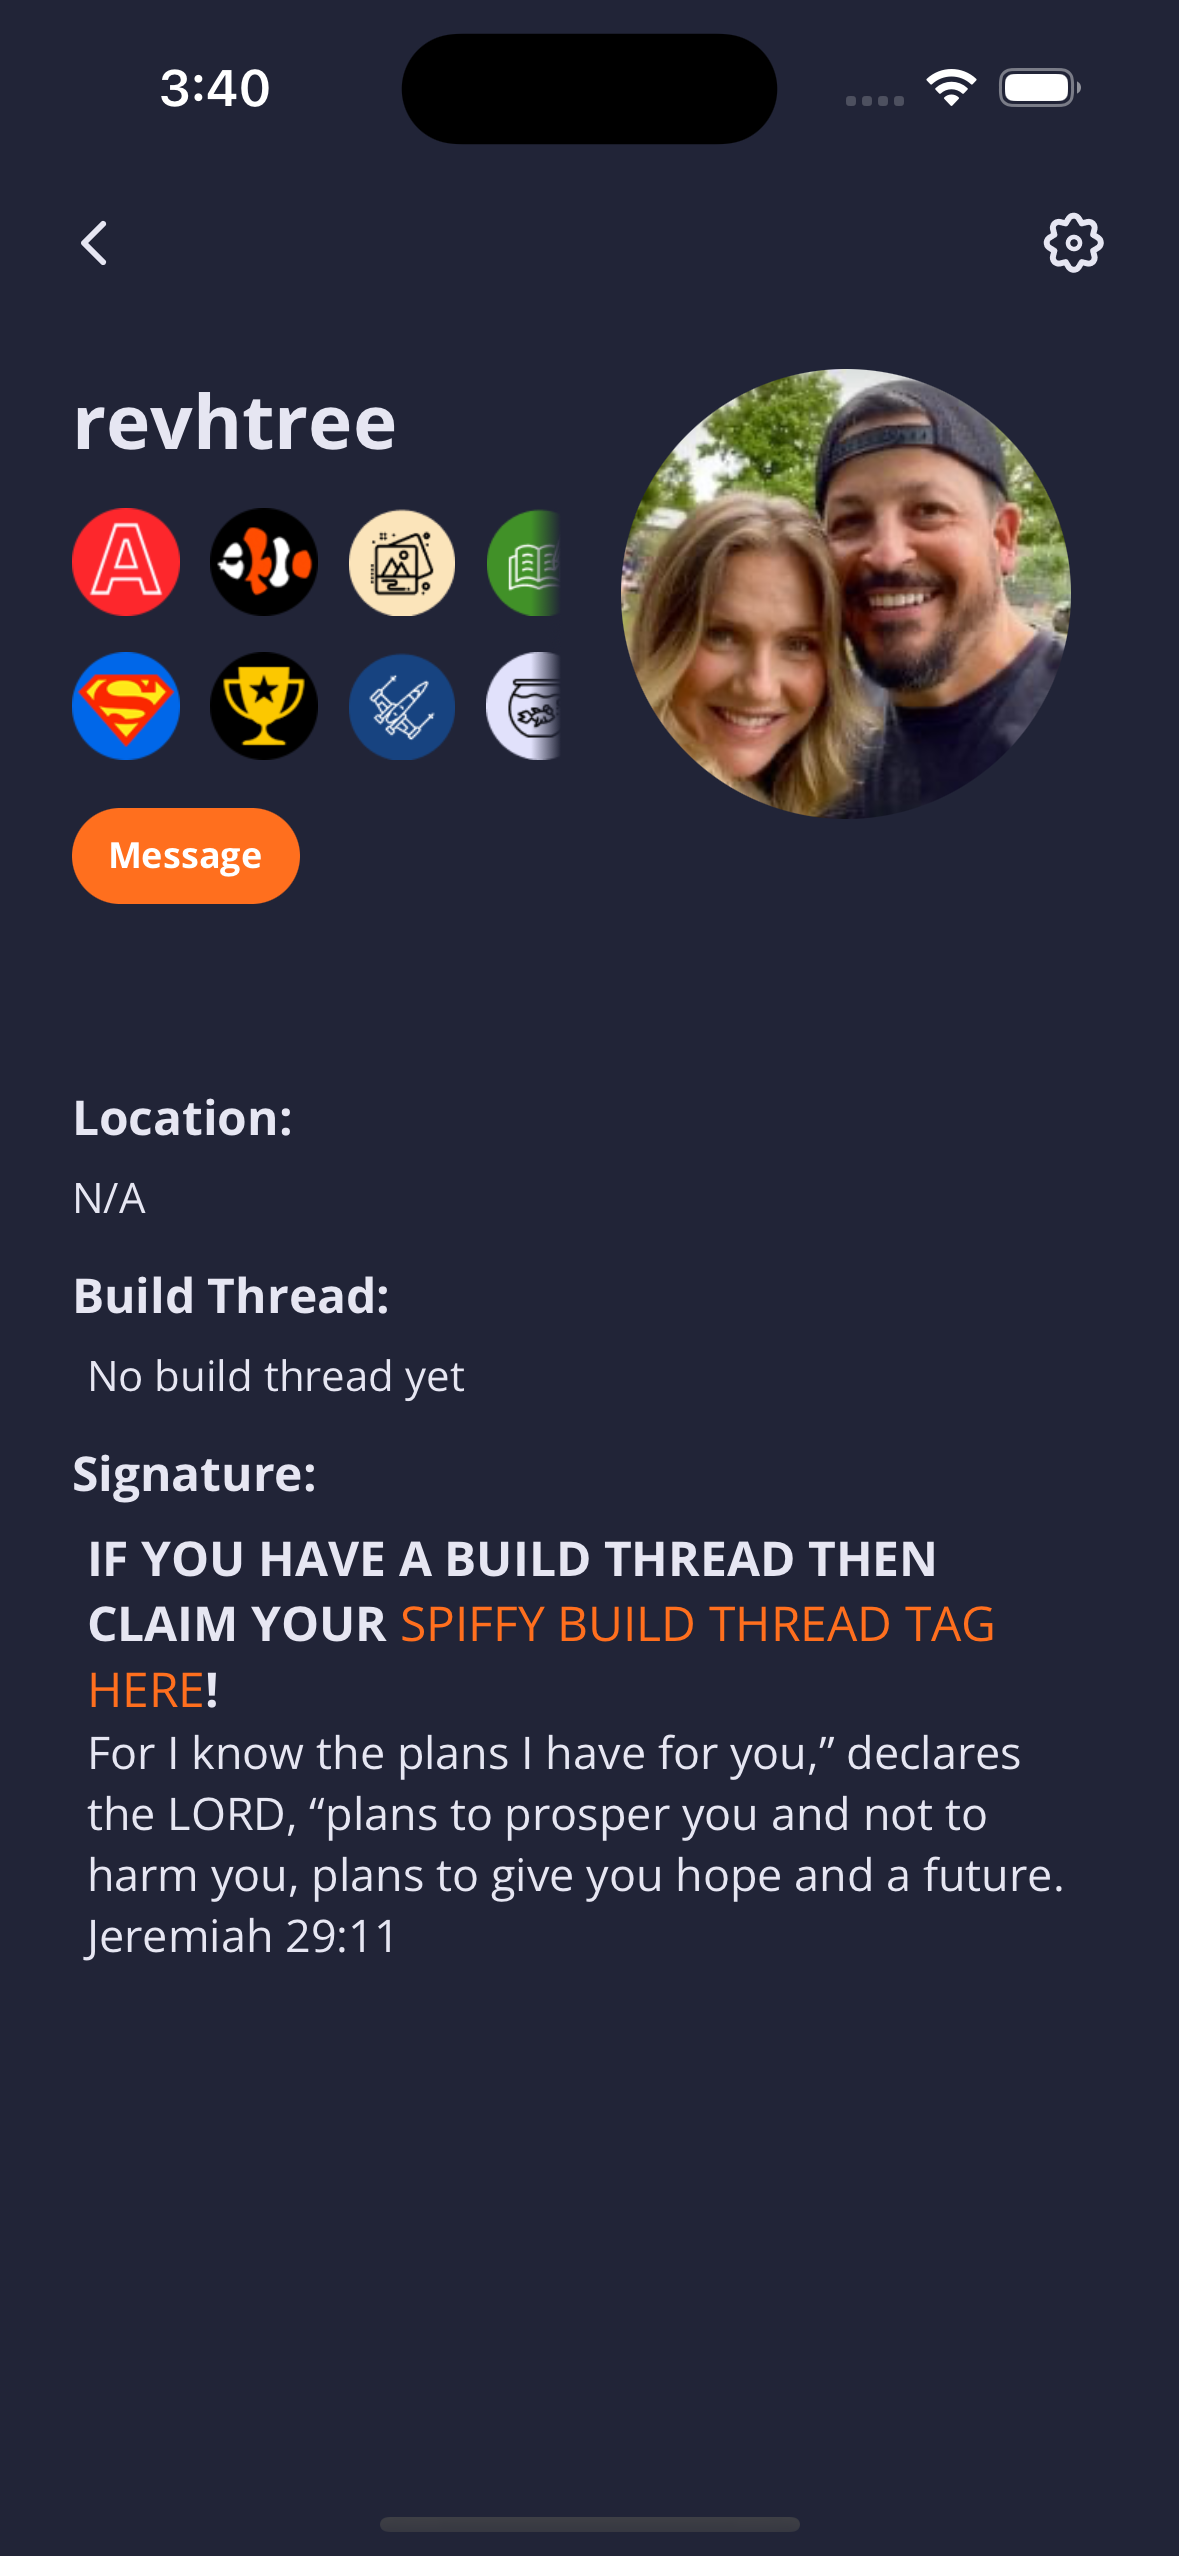 3:40
revhtree
A
S
Message
Location:
N/A
Build Thread:
No build thread yet
Signature:
IF YOU HAVE A BUILD THREAD THEN
CLAIM YOUR SPIFFY BUILD THREAD TAG
HERE!
For I know the plans I have for you,” declares
the LORD, “plans to prosper you and not to
harm you, plans to give you hope and a future.
Jeremiah 29:11